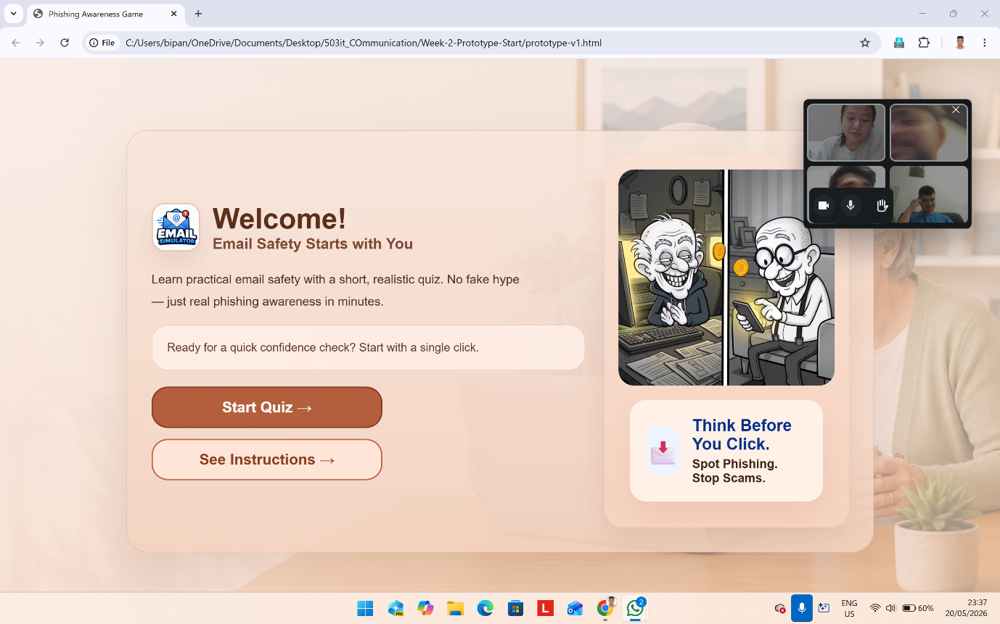 Phishing Awareness Game
File
C:/Users/bipan/OneDrive/Documents/Desktop/503it_COmmunication/Week-2-Prototype-Start/prototype-v1.html
EMAIL
SIMULATOR
Welcome!
Email Safety Starts with You
Learn practical email safety with a short, realistic quiz. No fake hype
— just real phishing awareness in minutes.
Ready for a quick confidence check? Start with a single click.
Start Quiz →
See Instructions →
Think Before
You Click.
Spot Phishing.
Stop Scams.
PRE
L
2
ENG
US
60%
23:37
20/05/2026